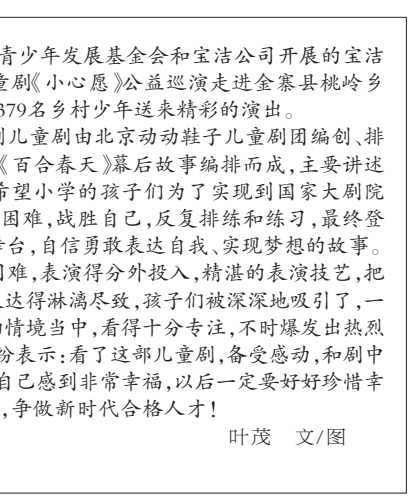 青少年发展基金会和宝洁公司开展的宝洁
童剧《小心愿》公益巡演走进金寨县桃岭乡
379名乡村少年送来精彩的演出。
儿童剧由北京动动鞋子儿童剧团编创、排
《百合春天》幕后故事编排而成,主要讲述
希望小学的孩子们为了实现到国家大剧院
困难,战胜自己,反复排练和练习,最终登
台,自信勇敢表达自我、实现梦想的故事。
难,表演得分外投入,精湛的表演技艺,把
达得淋漓尽致,孩子们被深深地吸引了,一
情境当中,看得十分专注,不时爆发出热烈
纷表示:看了这部儿童剧,备受感动,和剧中
自己感到非常幸福,以后一定要好好珍惜幸
,争做新时代合格人才!
叶茂 文/图